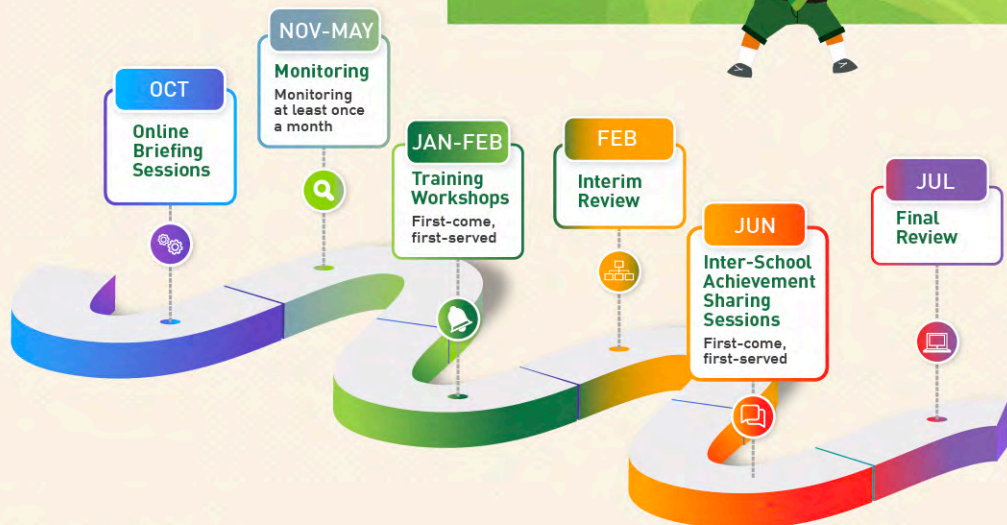 OCT
Online
Briefing
Sessions
NOV-MAY
Monitoring
Monitoring
at least once
a month
JAN-FEB
Training
Workshops
First-come,
first-served
FEB
Interim
Review
JUN
Inter-School
Achievement
Sharing
Sessions
First-come,
first-served
JUL
Final
Review